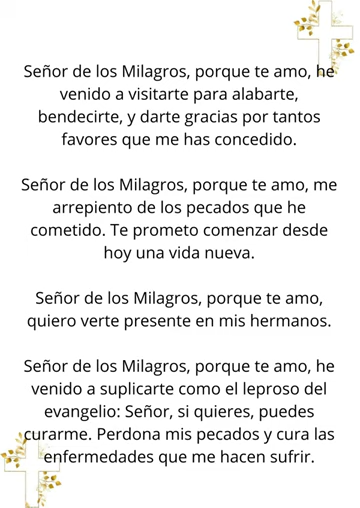 Señor de los Milagros, porque te amo, he
venido a visitarte para alabarte,
bendecirte, y darte gracias por tantos
favores que me has concedido.
Señor de los Milagros, porque te amo, me
arrepiento de los pecados que he
cometido. Te prometo comenzar desde
hoy una vida nueva.
Señor de los Milagros, porque te amo,
quiero verte presente en mis hermanos.
Señor de los Milagros, porque te amo, he
venido a suplicarte como el leproso del
evangelio: Señor, si quieres, puedes
curarme. Perdona mis pecados y cura las
enfermedades que me hacen sufrir.